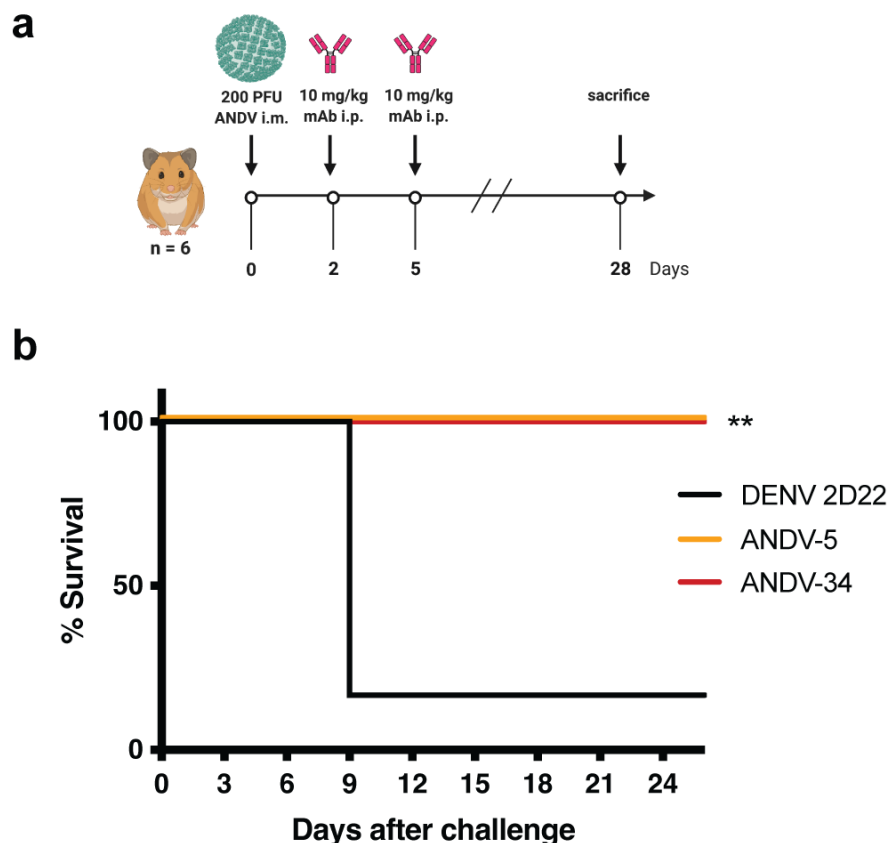 a
200 PFU
ANDV i.m.
10 mg/kg
mAb i.p.
10 mg/kg
mAb i.p.
sacrifice
n = 6
0
2
5
28
Days
b
% Survival
100
50
0
**
DENV 2D22
ANDV-5
ANDV-34
0 3 6 9 12 15 18 21 24
Days after challenge